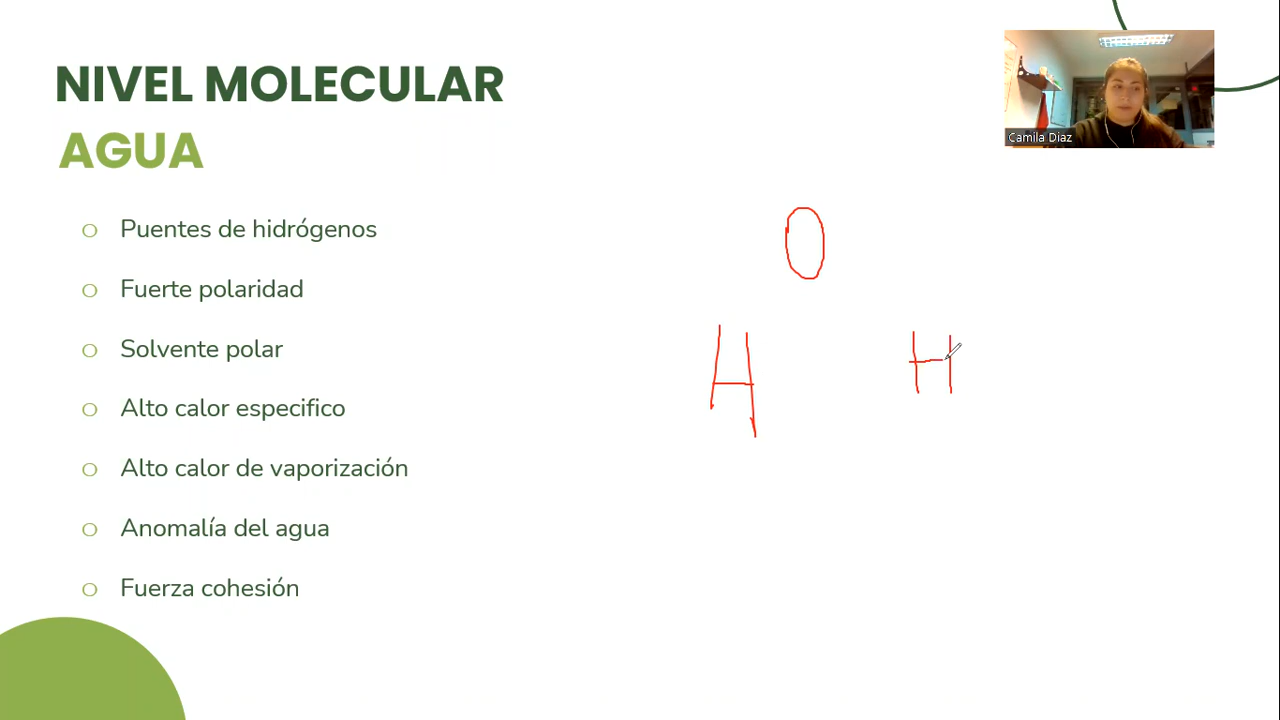 NIVEL MOLECULAR
AGUA
Camila Diaz
o Puentes de hidrógenos
o Fuerte polaridad
o Solvente polar
o Alto calor especifico
o Alto calor de vaporización
o Anomalía del agua
o Fuerza cohesión
O
H H